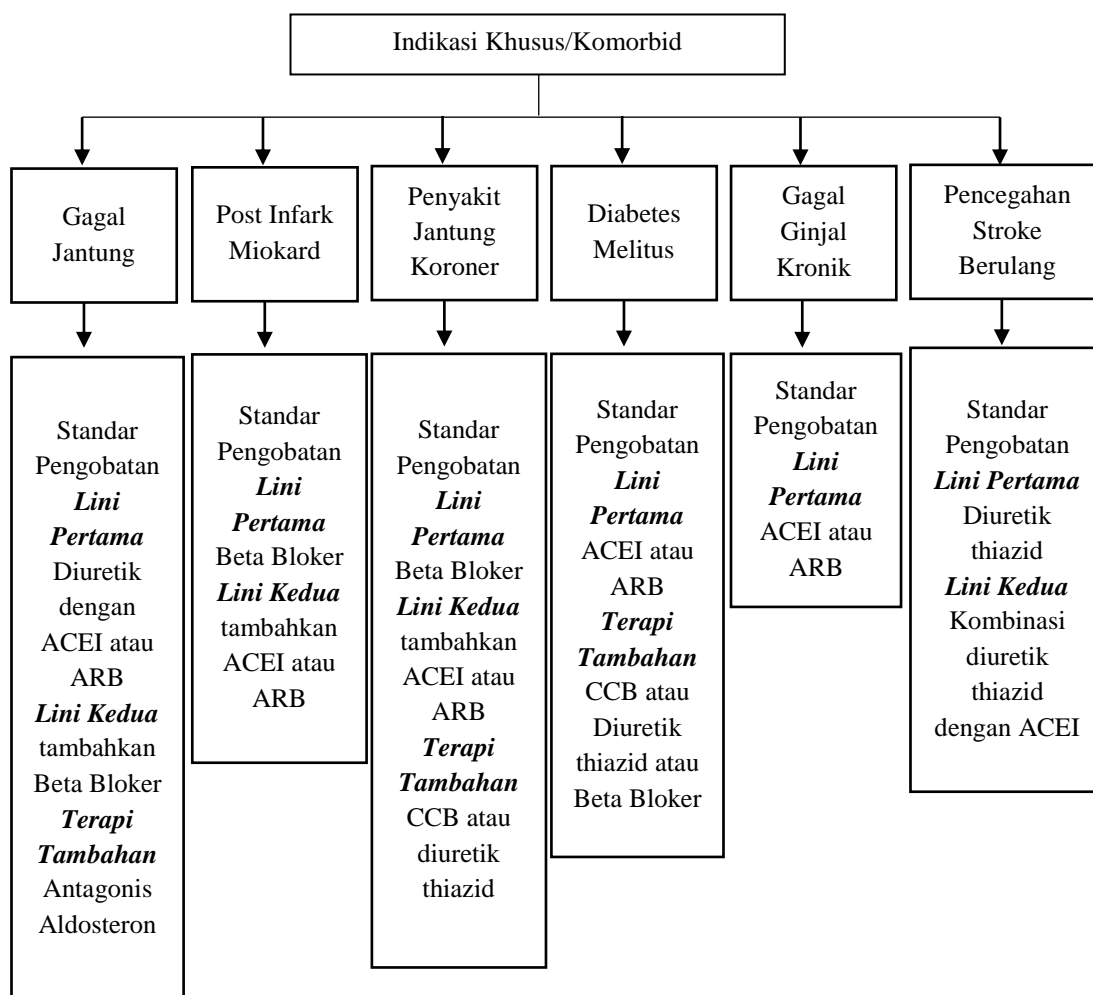 Indikasi Khusus/Komorbid
Gagal
Jantung
Post Infark
Miokard
Penyakit
Jantung
Koroner
Diabetes
Melitus
Gagal
Ginjal
Kronik
Pencegahan
Stroke
Berulang
Standar
Pengobatan
Lini
Pertama
Diuretik
dengan
ACEI atau
ARB
Lini Kedua
tambahkan
Beta Bloker
Terapi
Tambahan
Antagonis
Aldosteron
Standar
Pengobatan
Lini
Pertama
Beta Bloker
Lini Kedua
tambahkan
ACEI atau
ARB
Standar
Pengobatan
Lini
Pertama
Beta Bloker
Lini Kedua
tambahkan
ACEI atau
ARB
Terapi
Tambahan
CCB atau
diuretik
thiazid
Standar
Pengobatan
Lini
Pertama
ACEI atau
ARB
Terapi
Tambahan
CCB atau
Diuretik
thiazid atau
Beta Bloker
Standar
Pengobatan
Lini
Pertama
ACEI atau
ARB
Standar
Pengobatan
Lini Pertama
Diuretik
thiazid
Lini Kedua
Kombinasi
diuretik
thiazid
dengan ACEI